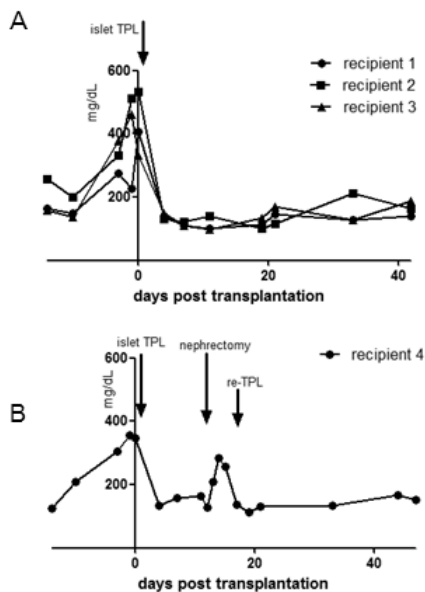 A
islet TPL
600
400
200
mg/dL
recipient 1
recipient 2
recipient 3
0
20
40
days post transplantation
B
islet TPL
nephrectomy
re-TPL
recipient 4
600
400
200
mg/dL
0
20
40
days post transplantation